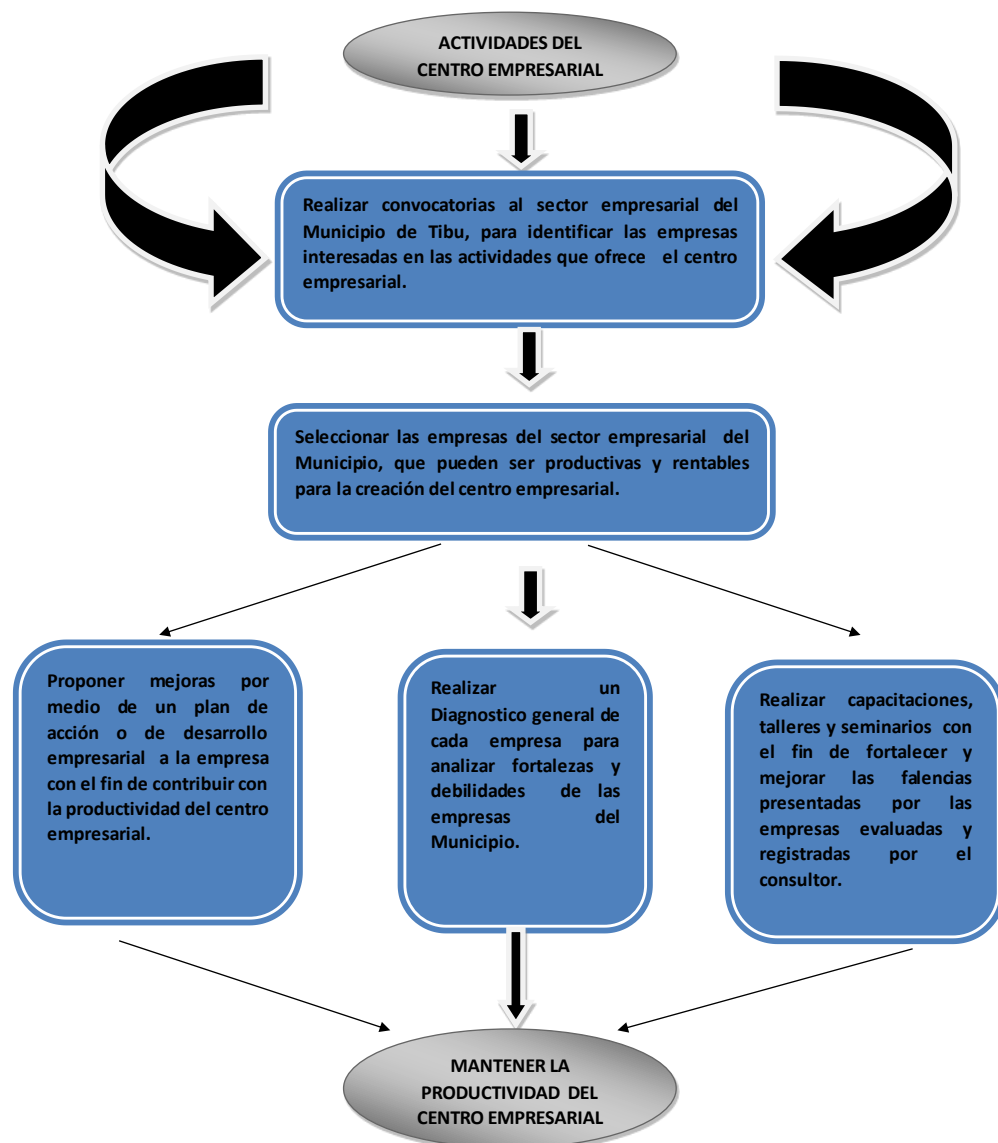 ACTIVIDADES DEL
CENTRO EMPRESARIAL
Realizar convocatorias al sector empresarial del
Municipio de Tibu, para identificar las empresas
interesadas en las actividades que ofrece el centro
empresarial.
Seleccionar las empresas del sector empresarial del
Municipio, que pueden ser productivas y rentables
para la creación del centro empresarial.
Proponer mejoras por
medio de un plan de
acción o de desarrollo
empresarial a la empresa
con el fin de contribuir con
la productividad del centro
empresarial.
Realizar un
Diagnostico general de
cada empresa para
analizar fortalezas y
debilidades de las
empresas del
Municipio.
Realizar capacitaciones,
talleres y seminarios con
el fin de fortalecer y
mejorar las falencias
presentadas por las
empresas evaluadas y
registradas por el
consultor.
MANTENER LA
PRODUCTIVIDAD DEL
CENTRO EMPRESARIAL